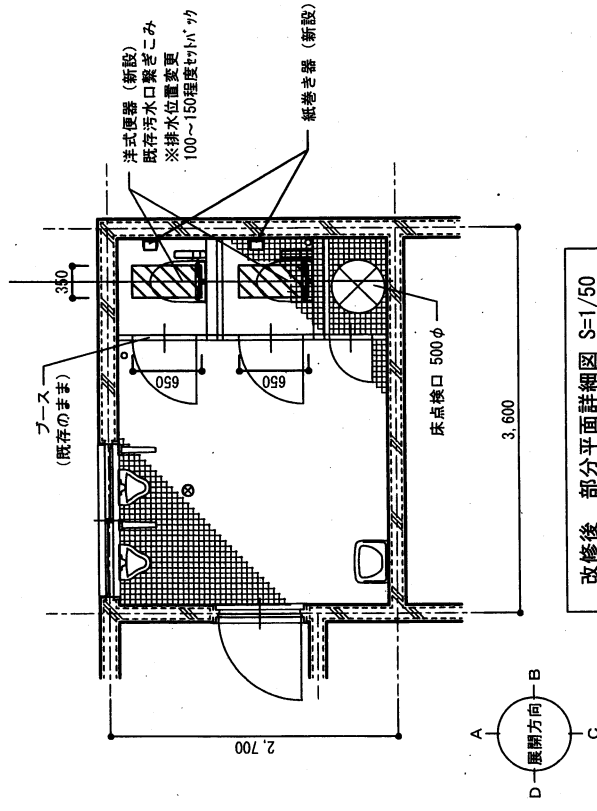 洋式便器 (新設)
既存汚水口繋ぎこみ
※排水位置変更
100~150程度セットバック
紙巻き器 (新設)
350
ブース
(既存のまま)
650
650
床点検口 500φ
3,600
2,700
A
B
C
D
展開方向
改修後 部分平面詳細図 S=1/50